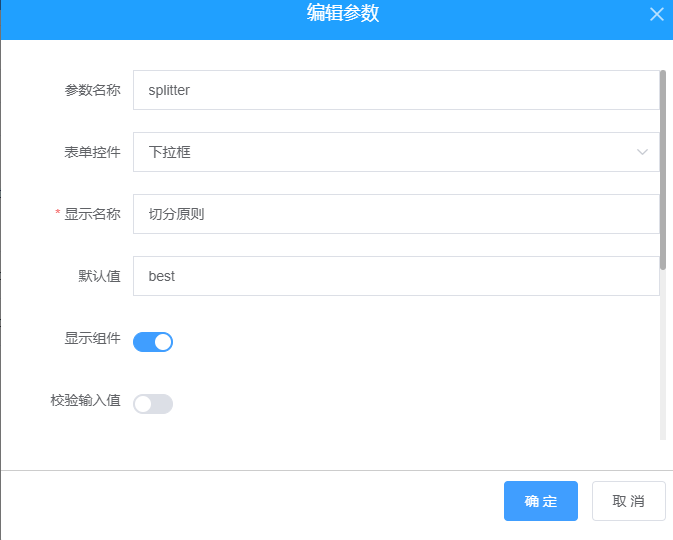 编辑参数
参数名称 splitter
表单控件 下拉框
* 显示名称 切分原则
默认值 best
显示组件
校验输入值
确定 取消